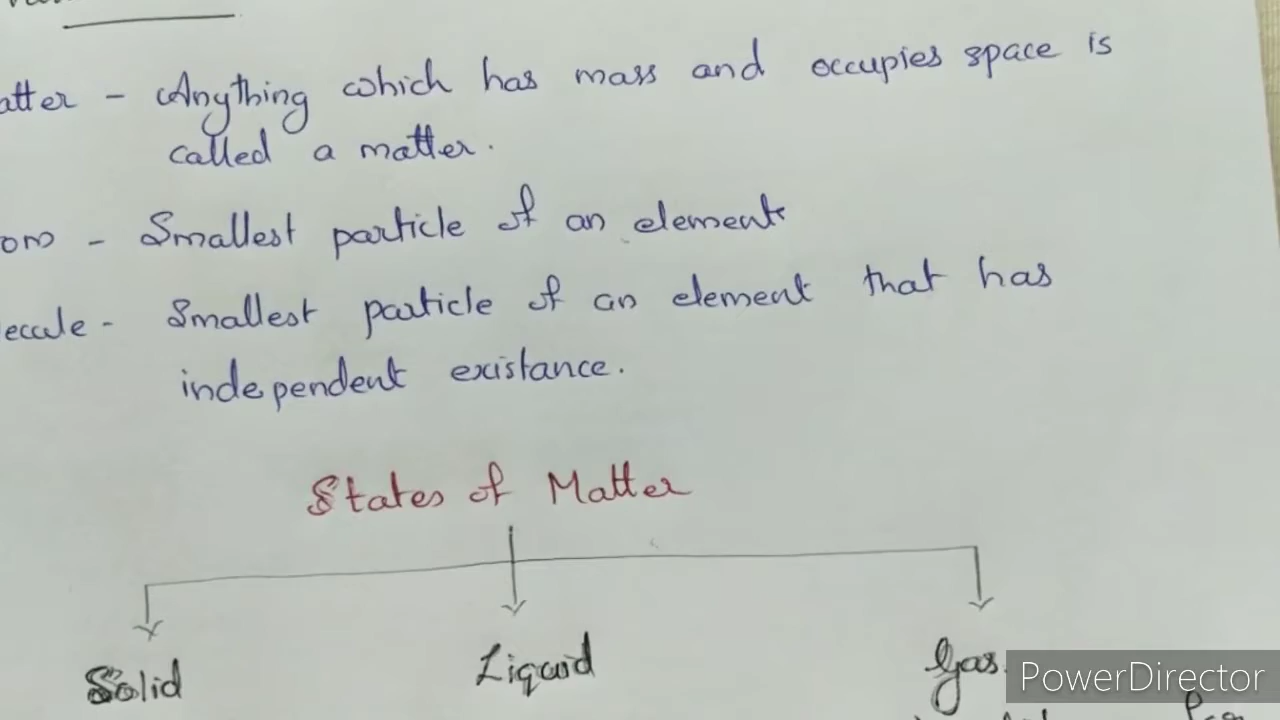 atter - Anything which has mass and occupies space is
called a matter.
om - Smallest particle of an element
lecule - Smallest particle of an element that has
independent existance.
States of Matter
Solid Liquid Gas.
PowerDirector